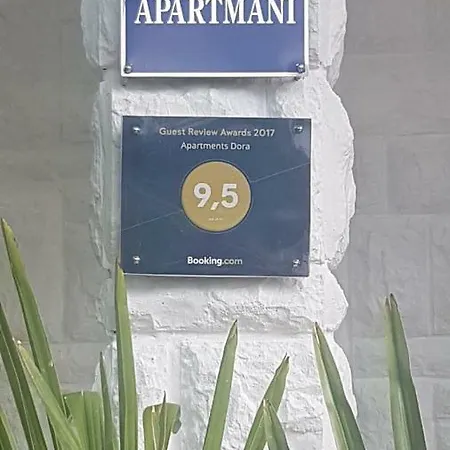 APARTMANI
Guest Review Awards 2017
Apartments Dora
9,5
Booking.com